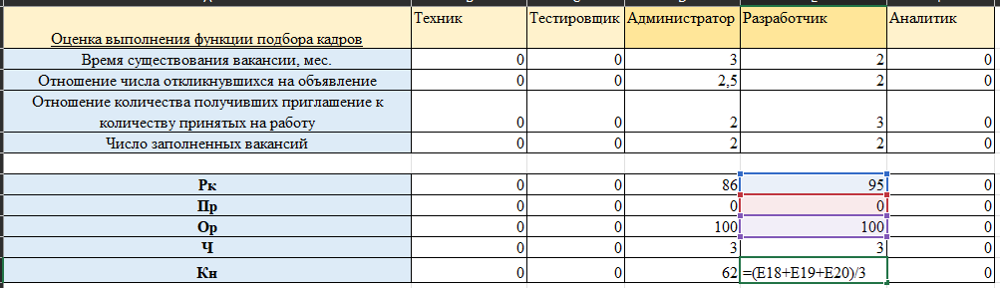 Техник Тестировщик Администратор Разработчик Аналитик
Оценка выполнения функции подбора кадров
Время существования вакансии, мес. 0 0 3 2 0
Отношение числа откликнувшихся на объявление 0 0 2,5 2 0
Отношение количества получивших приглашение к
количеству принятых на работу 0 0 2 3 0
Число заполненных вакансий 0 0 2 2 0
Рк 0 0 86 95 0
Пр 0 0 0 0 0
Ор 0 0 100 100 0
Ч 0 0 3 3 0
Кн 0 0 62 =(E18+E19+E20)/3 0